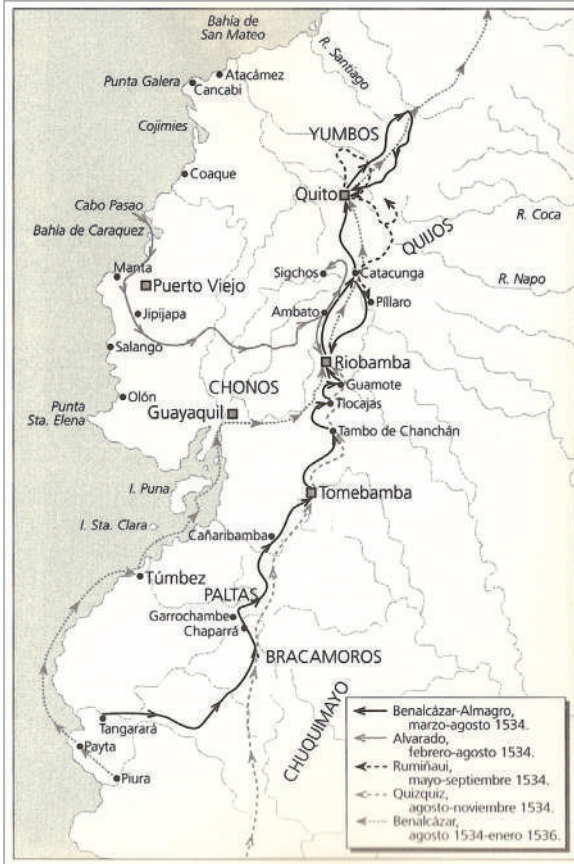 Bahía de
San Mateo
R. Santiago
Punta Galera
Atacámez
Cancabi
Cojimies
YUMBOS
Coaque
Quito
Cabo Pasao
Bahía de Caraquez
QUIJOS
R. Coca
Manta
Sigchos
Catacunga
R. Napo
Puerto Viejo
Píllaro
Jipijapa
Ambato
Salango
Riobamba
CHONOS
Guamote
Olón
Tiocajas
Punta
Sta. Elena
Guayaquil
Tambo de Chanchán
I. Puna
Tomebamba
I. Sta. Clara
Cañaribamba
Túmbez
PALTAS
Garrochambe
Chaparrá
BRACAMOROS
CHUQUIMAYO
Tangarará
Payta
Piura
Benalcázar-Almagro,
marzo-agosto 1534.
Alvarado,
febrero-agosto 1534.
Rumiñaui,
mayo-septiembre 1534.
Quizquiz,
agosto-noviembre 1534.
Benalcázar,
agosto 1534-enero 1536.